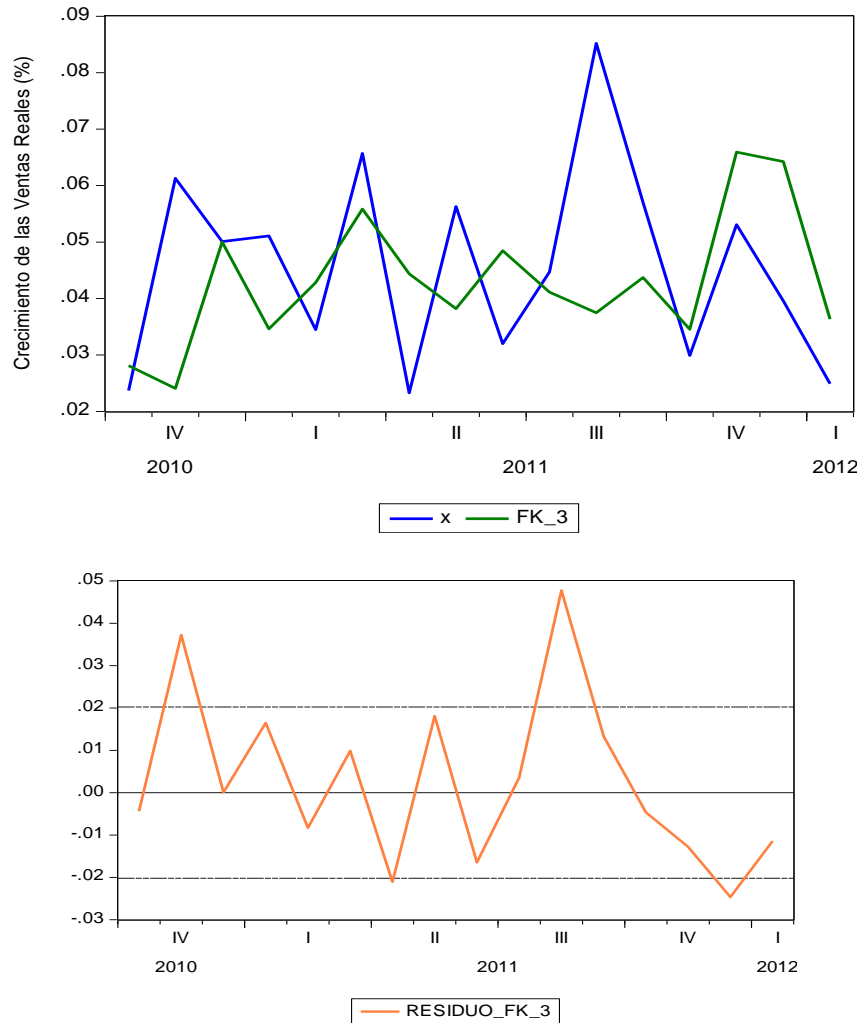 Crecimiento de las Ventas Reales (%)
.09
.08
.07
.06
.05
.04
.03
.02
IV I II III IV I
2010 2011 2012
x FK_3
.05
.04
.03
.02
.01
.00
-.01
-.02
-.03
IV I II III IV I
2010 2011 2012
RESIDUO_FK_3